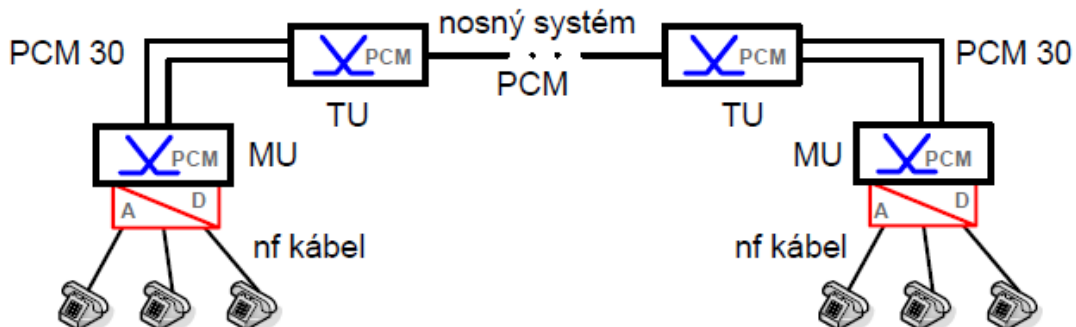 nosný systém
PCM 30 PCM PCM PCM PCM 30
TU TU
PCM MU MU PCM
A D A D
nf kábel nf kábel